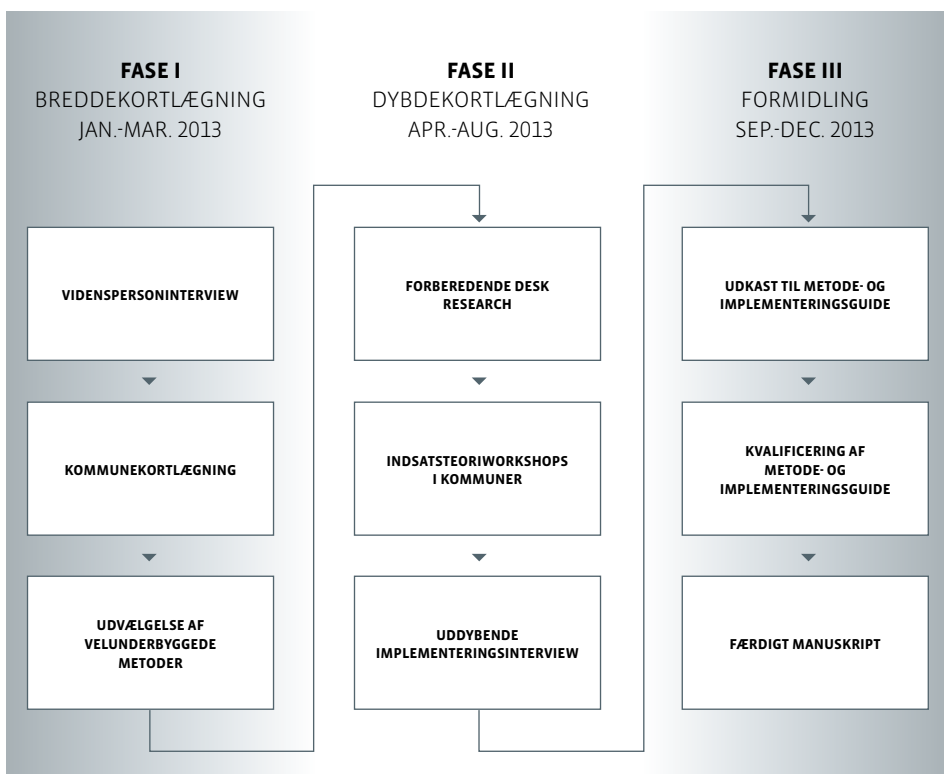 FASE I
BREDDEKORTLÆGNING
JAN.-MAR. 2013
VIDENSPERSONINTERVIEW
KOMMUNEKORTLÆGNING
UDVÆLGELSE AF
VELUNDERBYGGEDE
METODER
FASE II
DYBDEKORTLÆGNING
APR.-AUG. 2013
FORBEREDENDE DESK
RESEARCH
INDSATSTEORIWORKSHOPS
I KOMMUNER
UDDYBENDE
IMPLEMENTERINGSINTERVIEW
FASE III
FORMIDLING
SEP.-DEC. 2013
UDKAST TIL METODE- OG
IMPLEMENTERINGSGUIDE
KVALIFICERING AF
METODE- OG
IMPLEMENTERINGSGUIDE
FÆRDIGT MANUSKRIPT